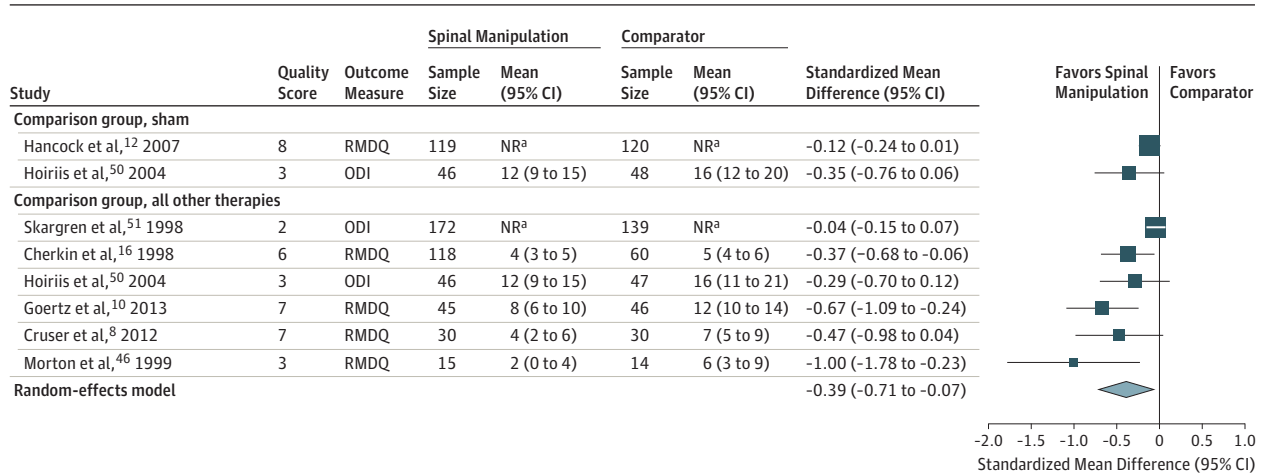 Spinal Manipulation Comparator
Quality Outcome Sample Mean Sample Mean Standardized Mean Favors Spinal Favors
Study Score Measure Size (95% CI) Size (95% CI) Difference (95% CI) Manipulation Comparator
Comparison group, sham
Hancock et al,12 2007 8 RMDQ 119 NRa 120 NRa -0.12 (-0.24 to 0.01)
Hoiriis et al,50 2004 3 ODI 46 12 (9 to 15) 48 16 (12 to 20) -0.35 (-0.76 to 0.06)
Comparison group, all other therapies
Skargren et al,51 1998 2 ODI 172 NRa 139 NRa -0.04 (-0.15 to 0.07)
Cherkin et al,16 1998 6 RMDQ 118 4 (3 to 5) 60 5 (4 to 6) -0.37 (−0.68 to -0.06)
Hoiriis et al,50 2004 3 ODI 46 12 (9 to 15) 47 16 (11 to 21) -0.29 (-0.70 to 0.12)
Goertz et al,10 2013 7 RMDQ 45 8 (6 to 10) 46 12 (10 to 14) -0.67 (-1.09 to -0.24)
Cruser et al,8 2012 7 RMDQ 30 4 (2 to 6) 30 7 (5 to 9) -0.47 (-0.98 to 0.04)
Morton et al,46 1999 3 RMDQ 15 2 (0 to 4) 14 6 (3 to 9) -1.00 (-1.78 to -0.23)
Random-effects model -0.39 (-0.71 to -0.07)
-2.0 -1.5 -1.0 -0.5 0 0.5 1.0
Standardized Mean Difference (95% CI)